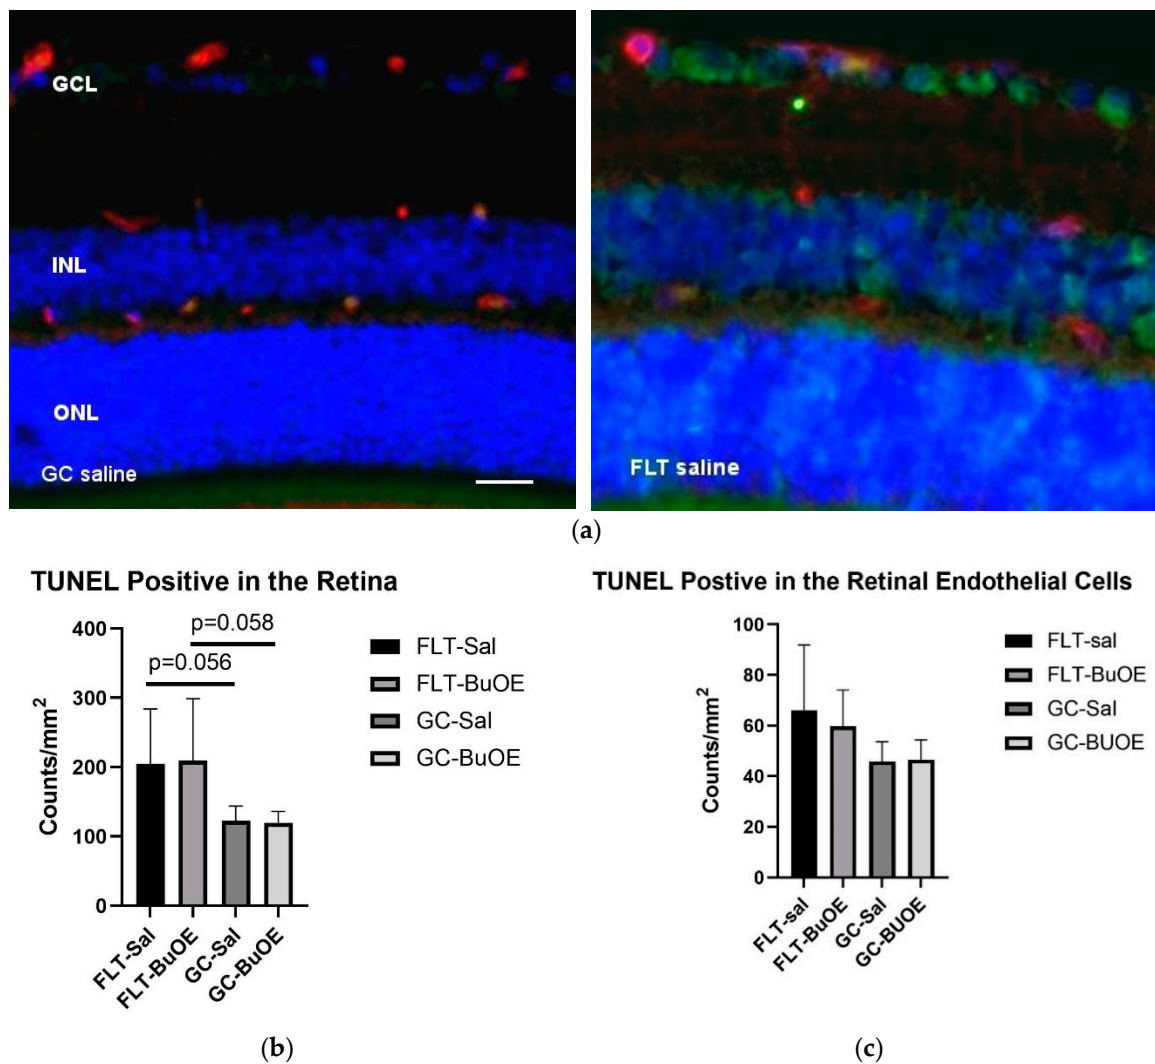 GCL
INL
ONL
GC saline
FLT saline
(a)
TUNEL Positive in the Retina
p=0.058
p=0.056
Counts/mm²
400
300
200
100
0
FLT-Sal
FLT-BuOE
GC-Sal
GC-BuOE
FLT-Sal
FLT-BuOE
GC-Sal
GC-BuOE
(b)
TUNEL Postive in the Retinal Endothelial Cells
Counts/mm²
100
80
60
40
20
0
FLT-sal
FLT-BuOE
GC-Sal
GC-BUOE
FLT-sal
FLT-BuOE
GC-Sal
GC-BUOE
(c)